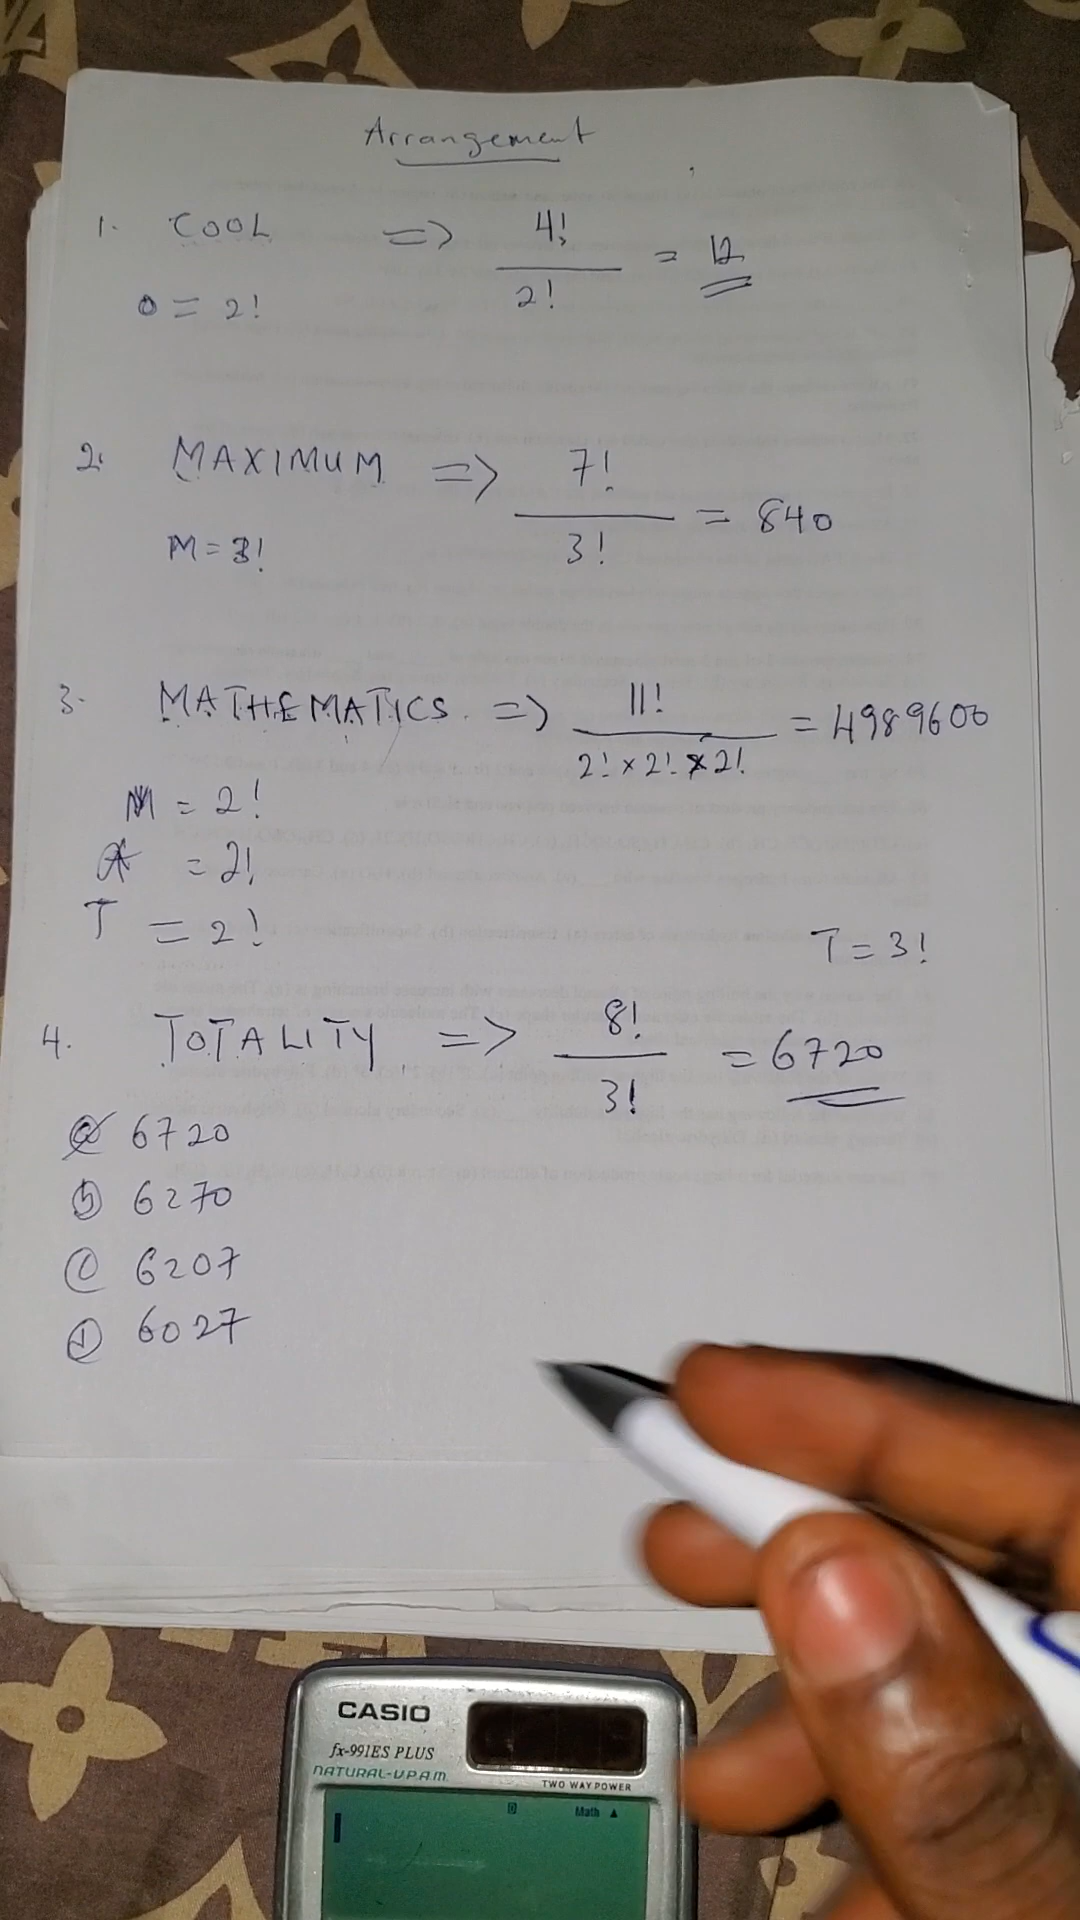 Arrangement
1. COOL => 4!/2! = 12
O = 2!
2. MAXIMUM => 7!/3! = 840
M = 3!
3. MATHEMATICS => 11!/2! x 2! x 2! = 4989600
M = 2!
A = 2!
T = 2!
T = 3!
4. TOTALITY => 8!/3! = 6720
(a) 6720
(b) 6270
(c) 6207
(d) 6027
CASIO
fx-991ES PLUS
NATURAL-V.P.A.M.
TWO WAY POWER
D Math ▲